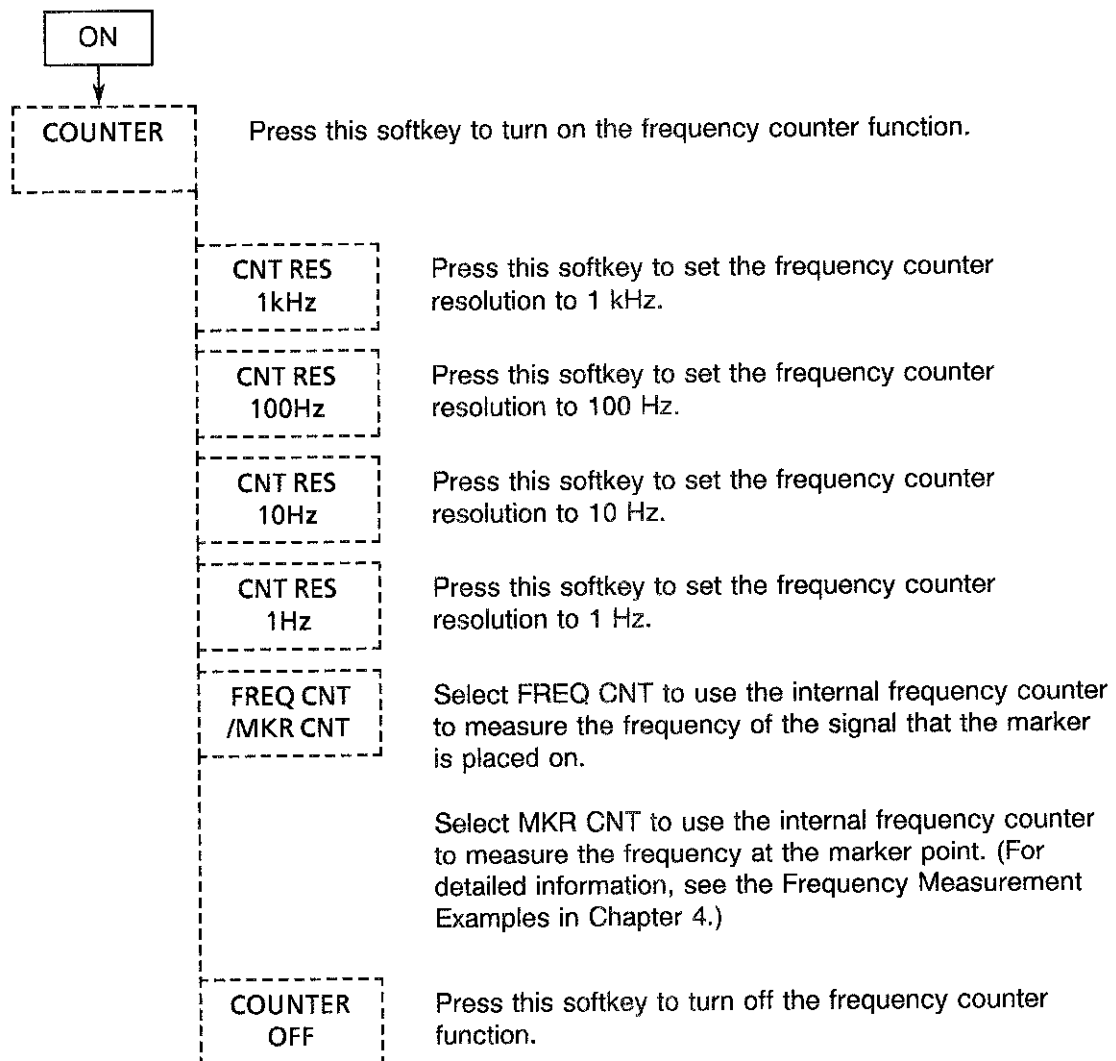 ON
COUNTER
Press this softkey to turn on the frequency counter function.
CNT RES
1kHz
Press this softkey to set the frequency counter
resolution to 1 kHz.
CNT RES
100Hz
Press this softkey to set the frequency counter
resolution to 100 Hz.
CNT RES
10Hz
Press this softkey to set the frequency counter
resolution to 10 Hz.
CNT RES
1Hz
Press this softkey to set the frequency counter
resolution to 1 Hz.
FREQ CNT
/MKR CNT
Select FREQ CNT to use the internal frequency counter
to measure the frequency of the signal that the marker
is placed on.
Select MKR CNT to use the internal frequency counter
to measure the frequency at the marker point. (For
detailed information, see the Frequency Measurement
Examples in Chapter 4.)
COUNTER
OFF
Press this softkey to turn off the frequency counter
function.